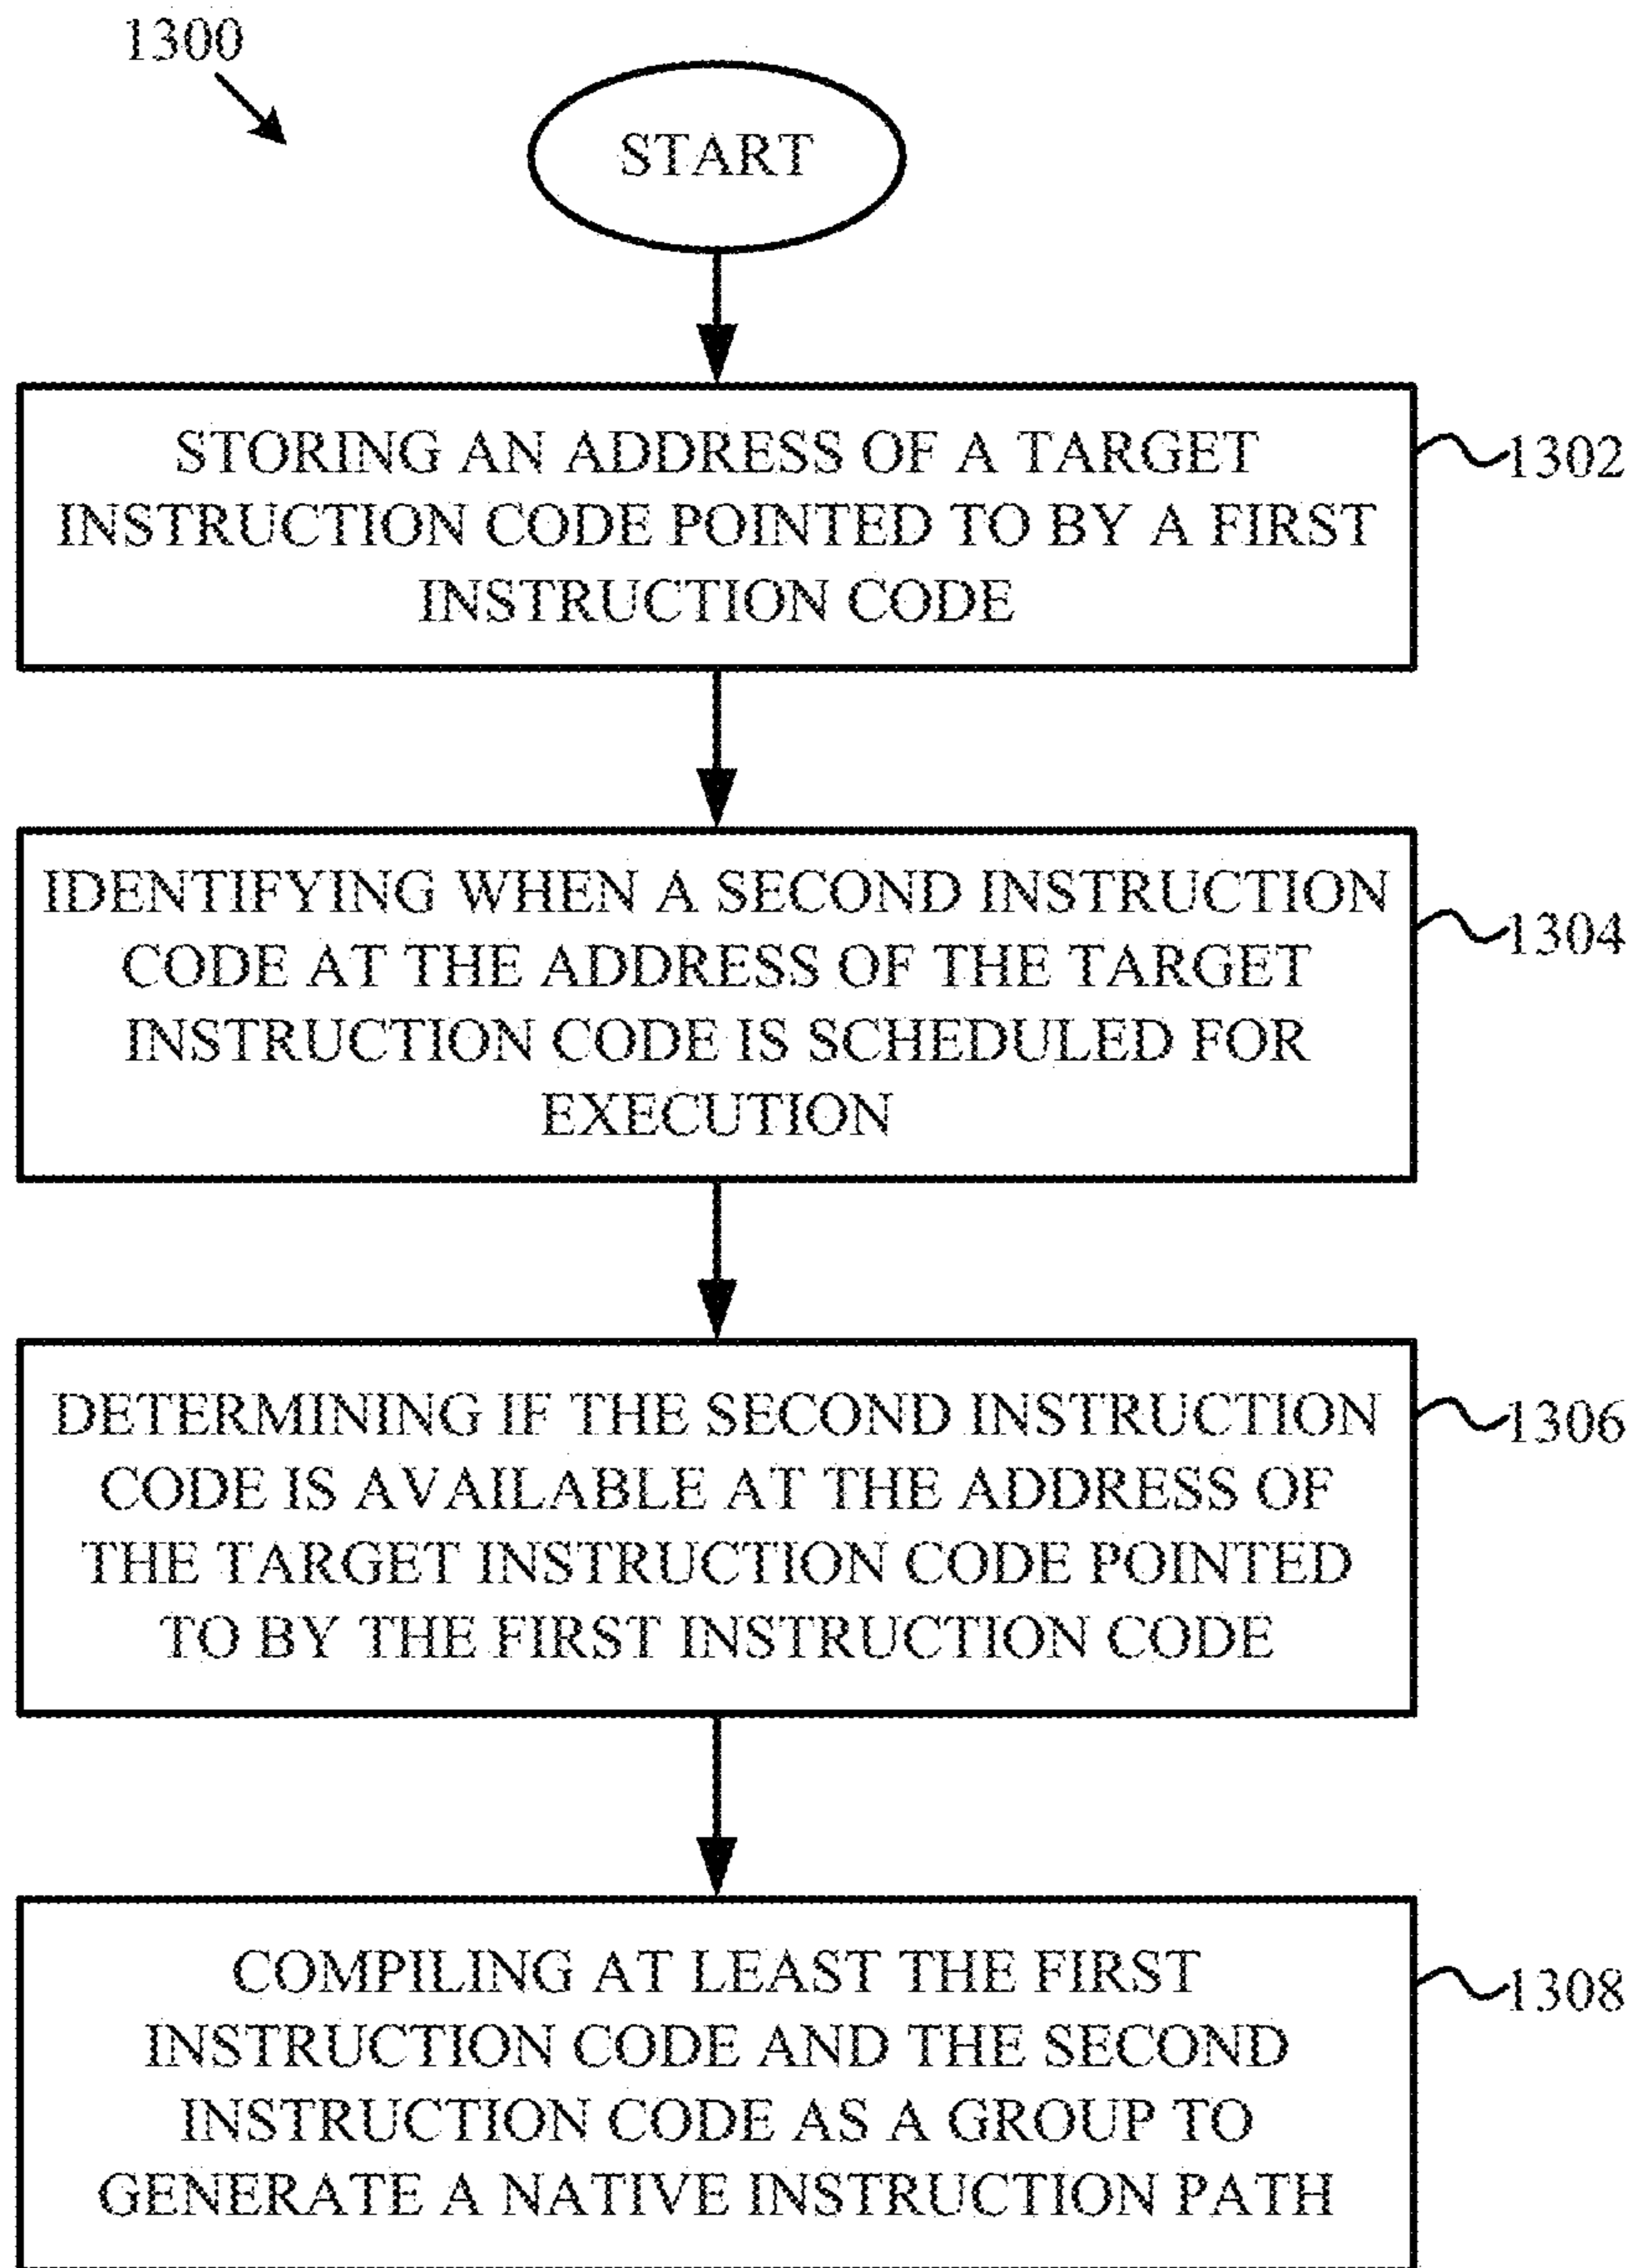 1300
START
STORING AN ADDRESS OF A TARGET
INSTRUCTION CODE POINTED TO BY A FIRST
INSTRUCTION CODE
1302
IDENTIFYING WHEN A SECOND INSTRUCTION
CODE AT THE ADDRESS OF THE TARGET
INSTRUCTION CODE IS SCHEDULED FOR
EXECUTION
1304
DETERMINING IF THE SECOND INSTRUCTION
CODE IS AVAILABLE AT THE ADDRESS OF
THE TARGET INSTRUCTION CODE POINTED
TO BY THE FIRST INSTRUCTION CODE
1306
COMPILING AT LEAST THE FIRST
INSTRUCTION CODE AND THE SECOND
INSTRUCTION CODE AS A GROUP TO
GENERATE A NATIVE INSTRUCTION PATH
1308